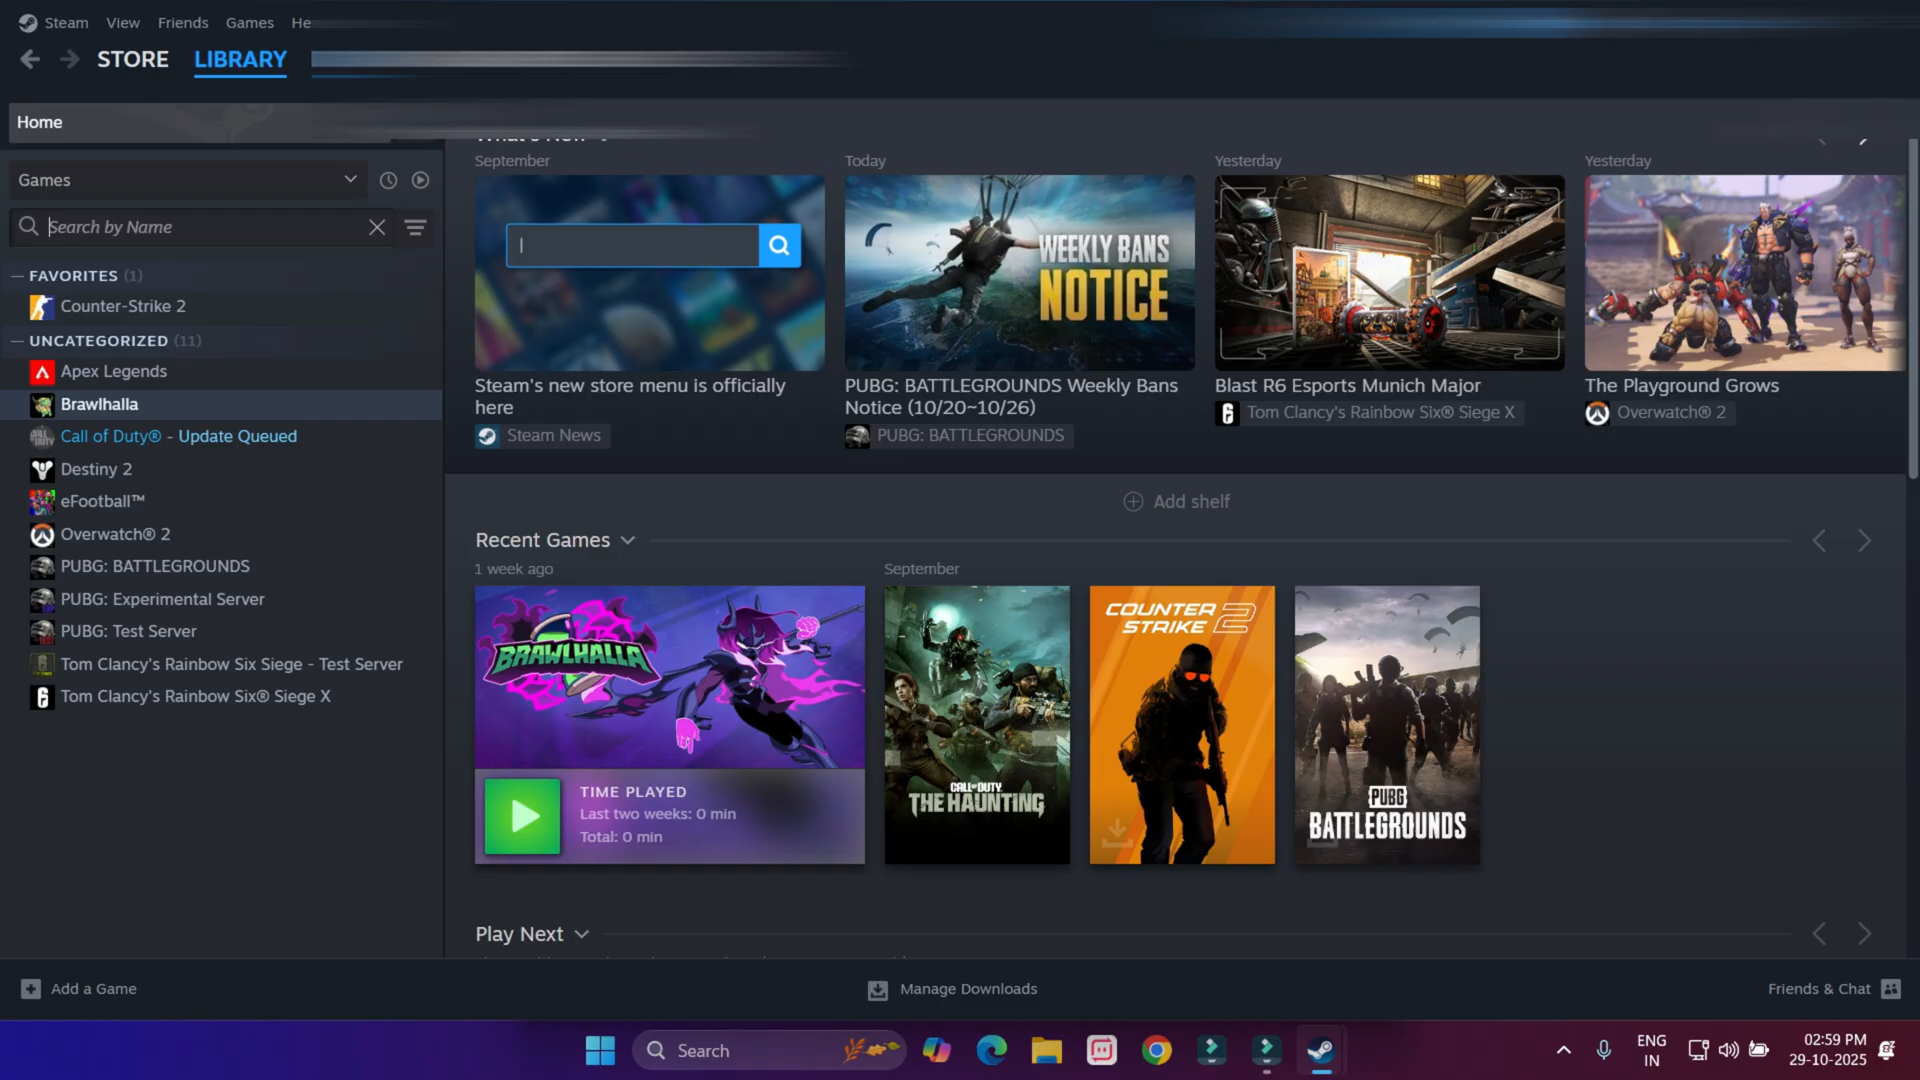 Steam View Friends Games He
STORE LIBRARY
Home
Games
Search by Name
FAVORITES (1)
Counter-Strike 2
UNCATEGORIZED (11)
Apex Legends
Brawlhalla
Call of Duty® - Update Queued
Destiny 2
eFootball™
Overwatch® 2
PUBG: BATTLEGROUNDS
PUBG: Experimental Server
PUBG: Test Server
Tom Clancy's Rainbow Six Siege - Test Server
Tom Clancy's Rainbow Six® Siege X
September
Steam's new store menu is officially
here
Steam News
Today
WEEKLY BANS
NOTICE
PUBG: BATTLEGROUNDS Weekly Bans
Notice (10/20~10/26)
PUBG: BATTLEGROUNDS
Yesterday
Blast R6 Esports Munich Major
Tom Clancy's Rainbow Six® Siege X
Yesterday
The Playground Grows
Overwatch® 2
Add shelf
Recent Games
1 week ago
BRAWLHALLA
TIME PLAYED
Last two weeks: 0 min
Total: 0 min
September
CALL OF DUTY
THE HAUNTING
COUNTER
STRIKE 2
PUBG
BATTLEGROUNDS
Play Next
Add a Game
Manage Downloads
Friends & Chat
Search
ENG
IN
02:59 PM
29-10-2025